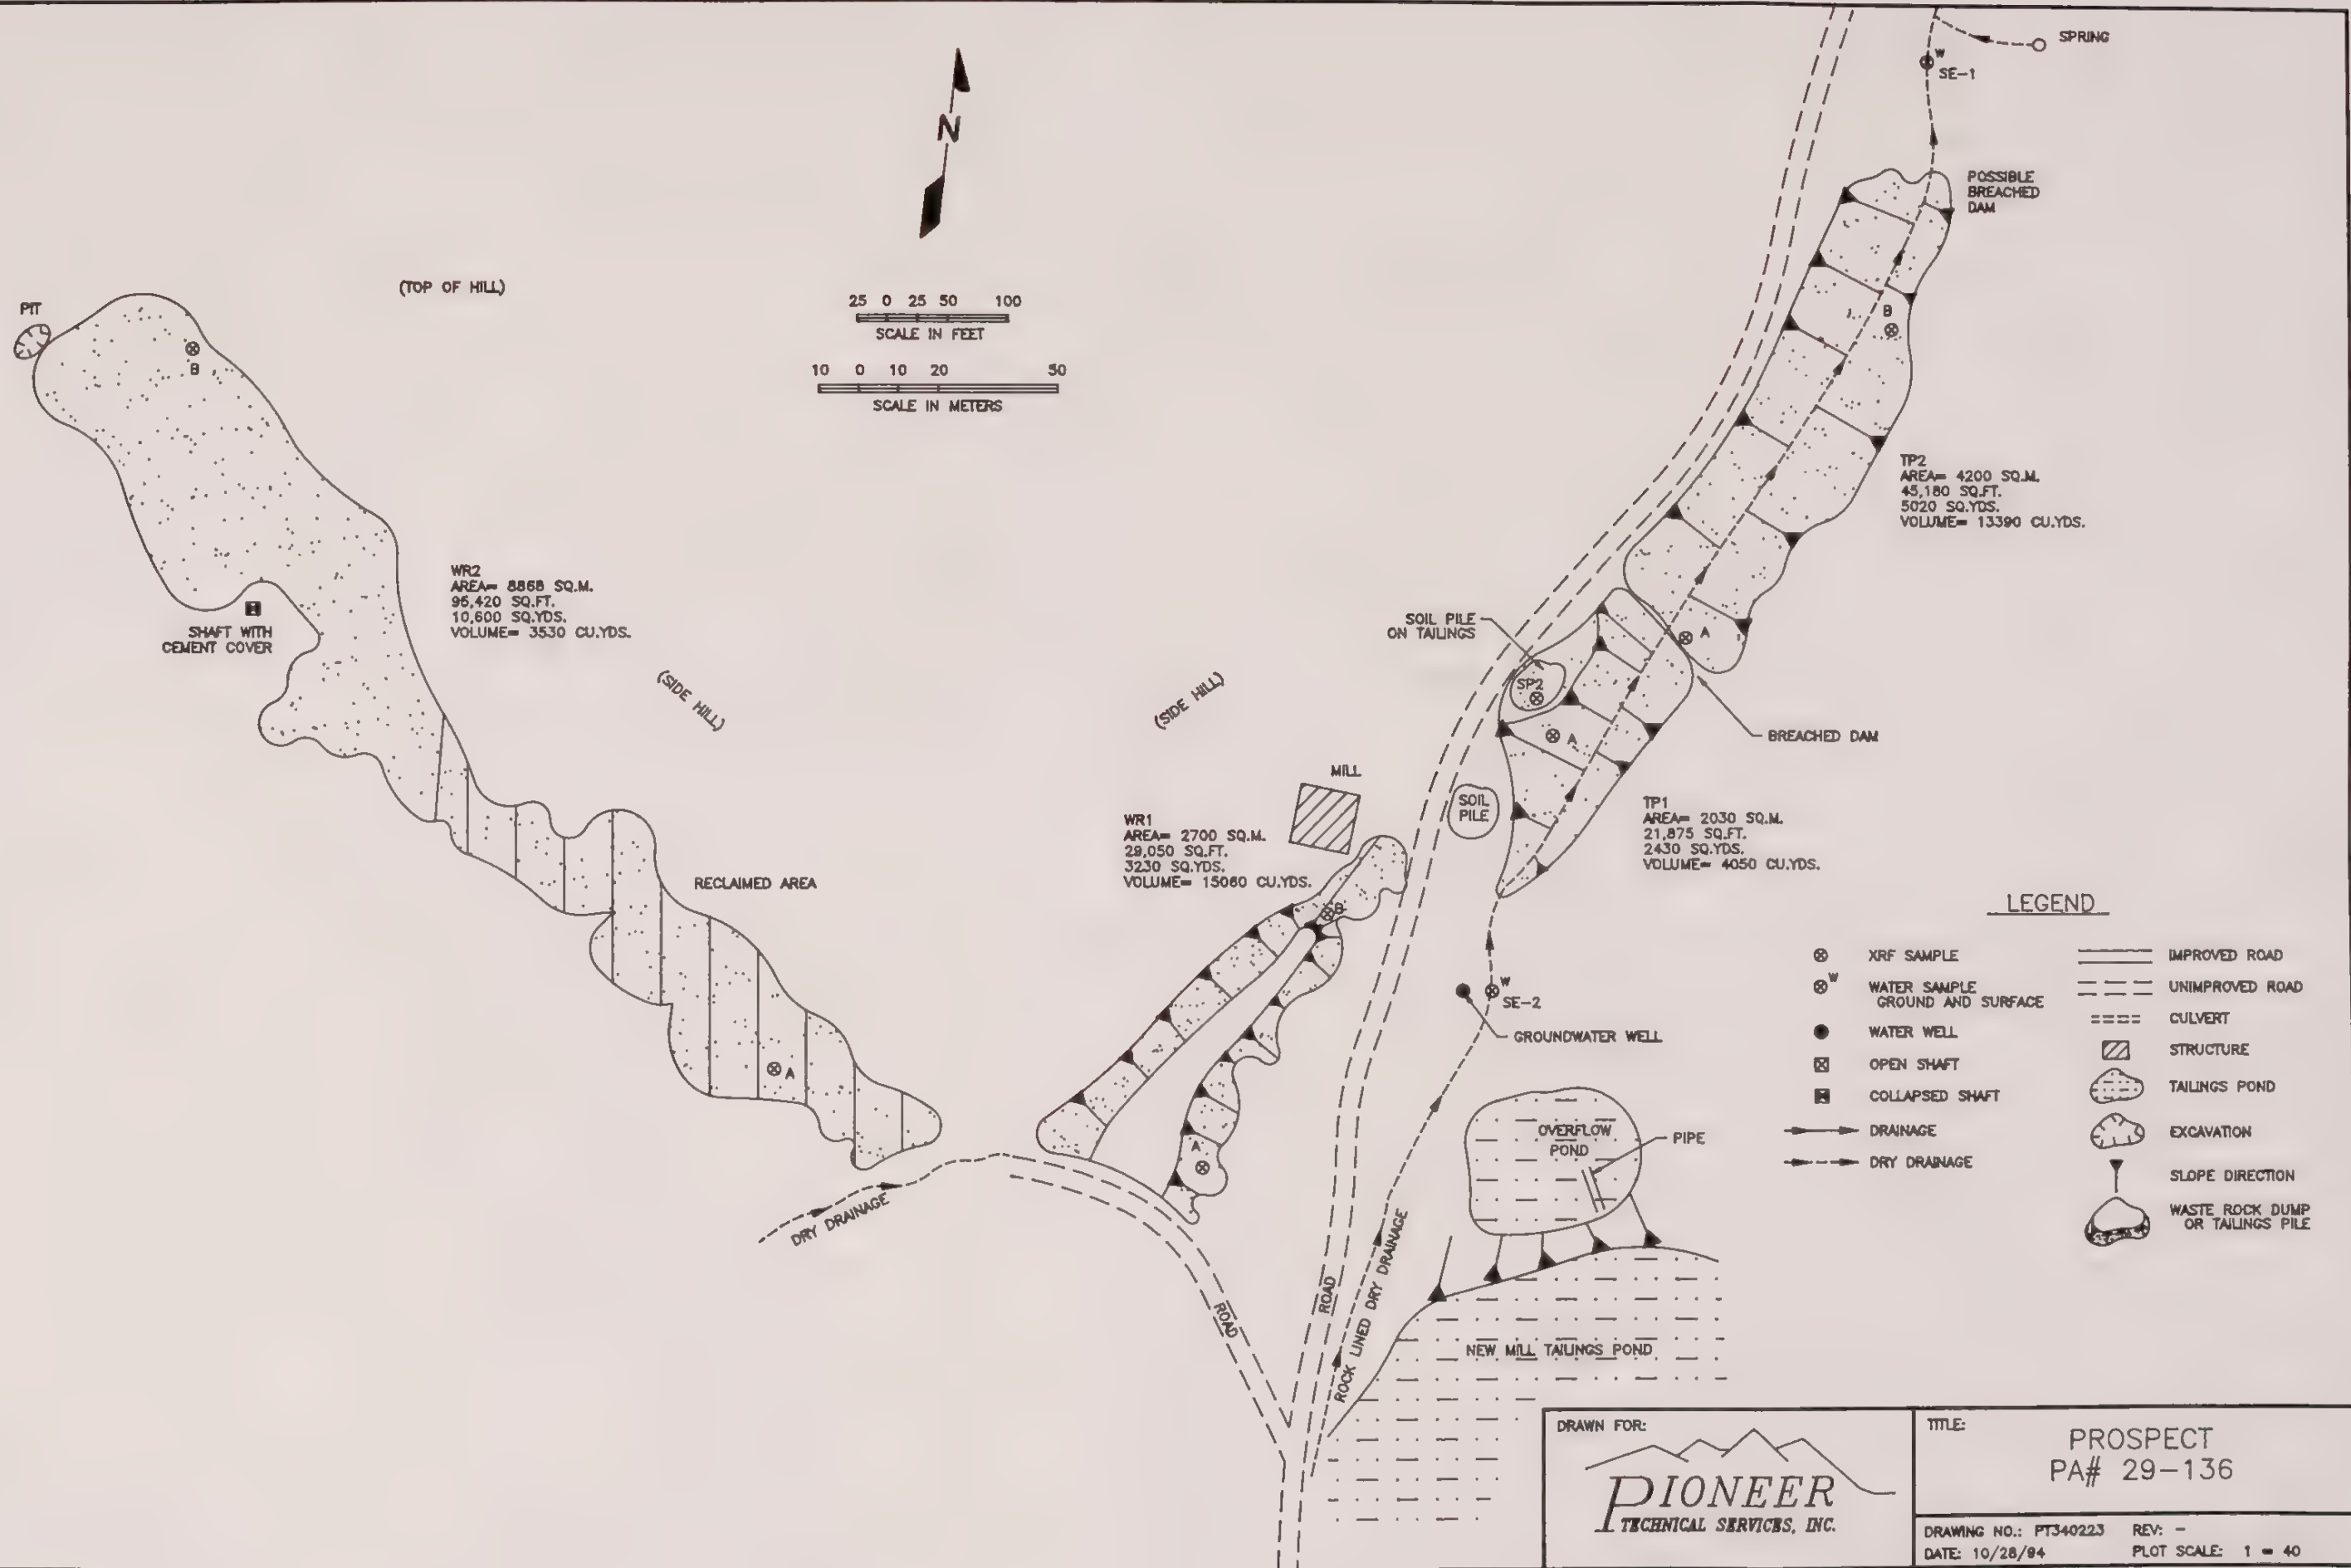 SPRING
W
SE-1
N
POSSIBLE
BREACHED
DAM
(TOP OF HILL)
PIT
B
25 0 25 50 100
SCALE IN FEET
10 0 10 20 50
SCALE IN METERS
B
TP2
AREA= 4200 SQ.M.
45,180 SQ.FT.
5020 SQ.YDS.
VOLUME= 13390 CU.YDS.
WR2
AREA= 8868 SQ.M.
95,420 SQ.FT.
10,600 SQ.YDS.
VOLUME= 3530 CU.YDS.
SHAFT WITH
CEMENT COVER
SOIL PILE
ON TAILINGS
A
SP2
A
(SIDE HILL)
(SIDE HILL)
BREACHED DAM
MILL
SOIL
PILE
WR1
AREA= 2700 SQ.M.
29,050 SQ.FT.
3230 SQ.YDS.
VOLUME= 15060 CU.YDS.
TP1
AREA= 2030 SQ.M.
21,875 SQ.FT.
2430 SQ.YDS.
VOLUME= 4050 CU.YDS.
RECLAIMED AREA
B
A
W
SE-2
GROUNDWATER WELL
LEGEND
XRF SAMPLE
W
WATER SAMPLE
GROUND AND SURFACE
WATER WELL
OPEN SHAFT
COLLAPSED SHAFT
DRAINAGE
DRY DRAINAGE
IMPROVED ROAD
UNIMPROVED ROAD
CULVERT
STRUCTURE
TAILINGS POND
EXCAVATION
SLOPE DIRECTION
WASTE ROCK DUMP
OR TAILINGS PILE
A
OVERFLOW
POND
PIPE
DRY DRAINAGE
ROAD
ROAD
ROCK LINED DRY DRAINAGE
NEW MILL TAILINGS POND
DRAWN FOR:
PIONEER
TECHNICAL SERVICES, INC.
TITLE:
PROSPECT
PA# 29-136
DRAWING NO.: PT340223 REV: -
DATE: 10/28/94 PLOT SCALE: 1 = 40